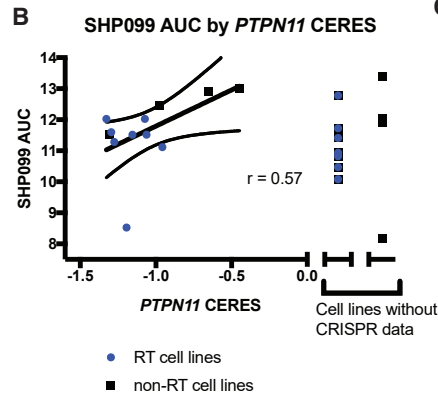 B
SHP099 AUC by PTPN11 CERES
14
13
12
11
10
9
8
SHP099 AUC
r = 0.57
-1.5 -1.0 -0.5 0.0
PTPN11 CERES
Cell lines without
CRISPR data
RT cell lines
non-RT cell lines